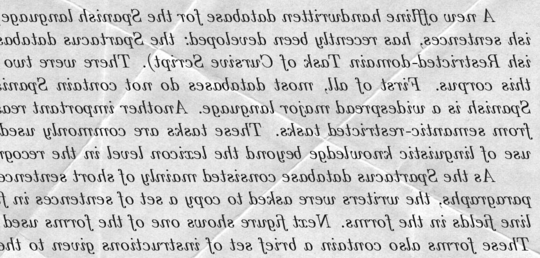 A new offline handwritten database for the Spanish language
ish sentences, has recently been developed: the Spartacus databas
ish Restricted-domain Task of Cursive Script). There were two
this corpus. First of all, most databases do not contain Spani
Spanish is a widespread major language. Another important rea
from semantic-restricted tasks. These tasks are commonly used
use of linguistic knowledge beyond the lexicon level in the recogn
As the Spartacus database consisted mainly of short sentence
paragraphs, the writers were asked to copy a set of sentences in f
line fields in the forms. Next figure shows one of the forms used
These forms also contain a brief set of instructions given to the